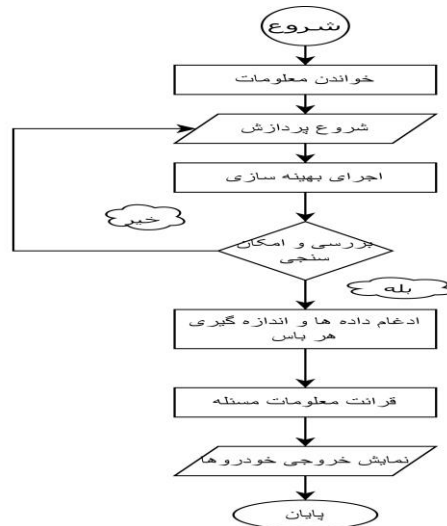 شروع
خواندن معلومات
شروع پردازش
اجرای بهینه سازی
خیر
بررسی و امکان
سنجی
بله
ادغام داده ها و اندازه گیری
هر باس
قرائت معلومات مسئله
نمایش خروجی خودروها
پایان